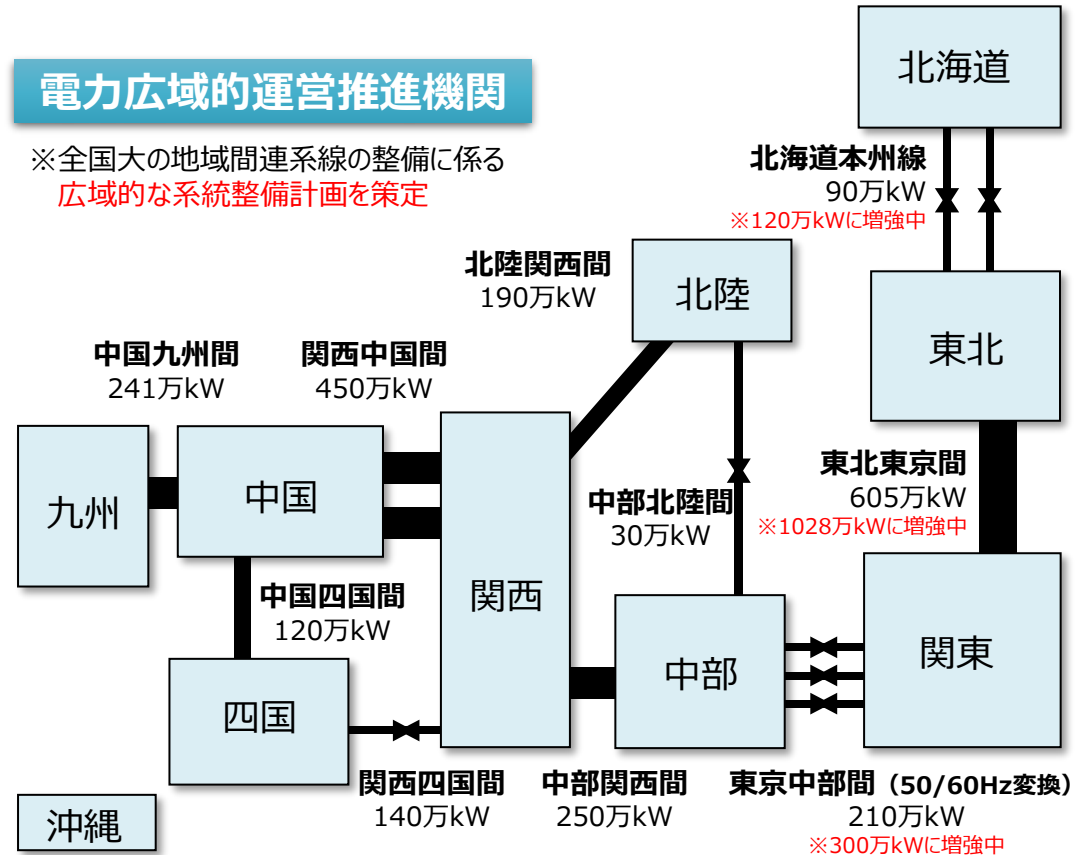 電力広域的運営推進機関
※全国大の地域間連系線の整備に係る
広域的な系統整備計画を策定
北海道
北海道本州線
90万kW
※120万kWに増強中
北陸関西間
190万kW
北陸
東北
中国九州間
241万kW
関西中国間
450万kW
九州
中国
関西
中部北陸間
30万kW
東北東京間
605万kW
※1028万kWに増強中
中国四国間
120万kW
四国
中部
関東
関西四国間
140万kW
中部関西間
250万kW
東京中部間（50/60Hz変換）
210万kW
※300万kWに増強中
沖縄